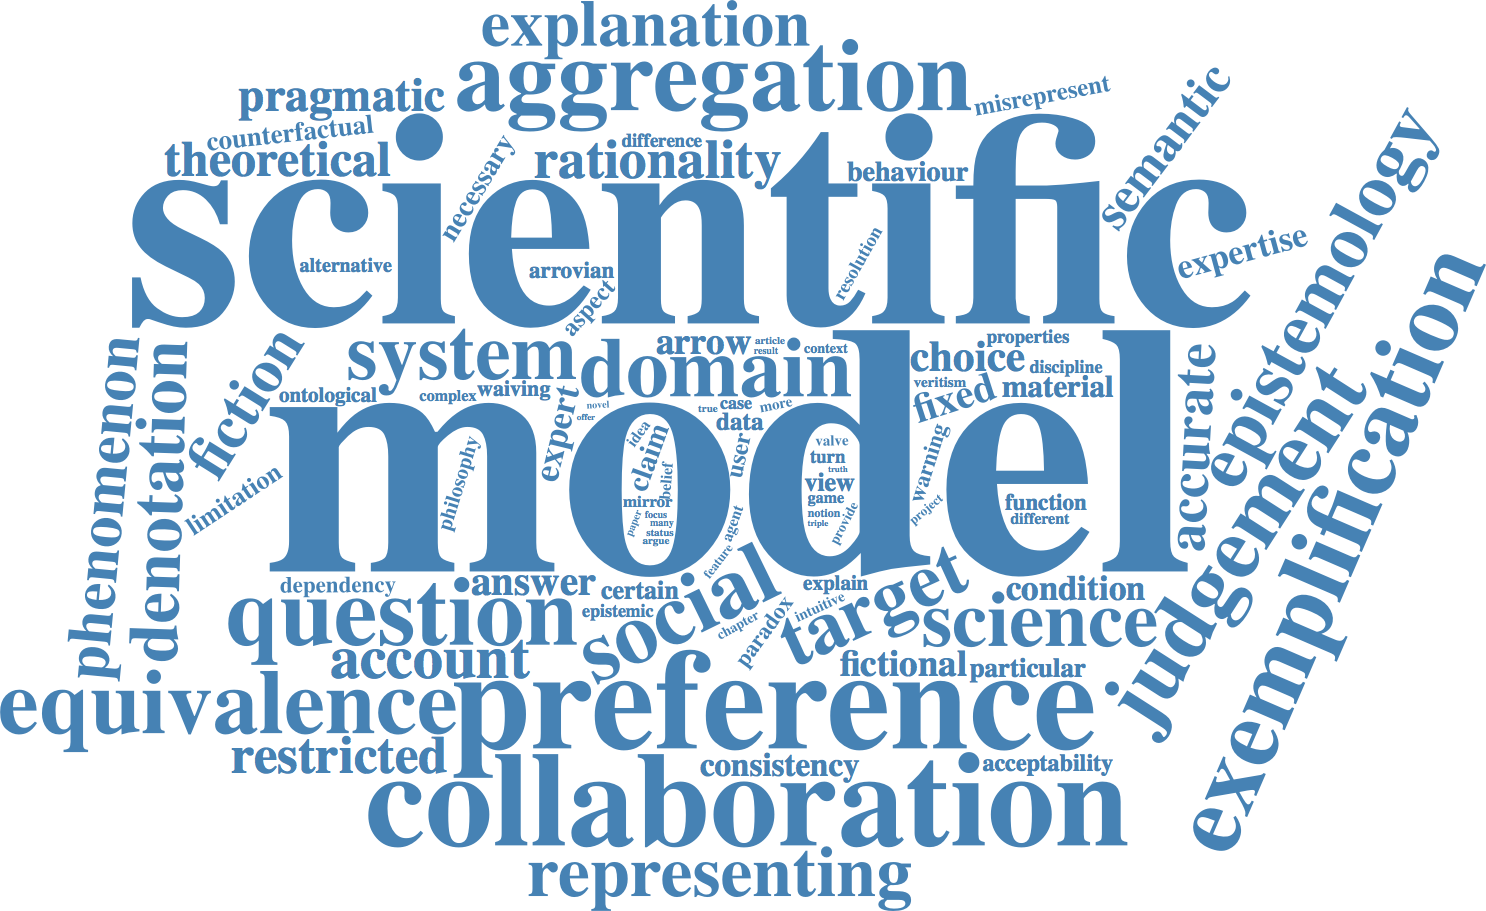 explanation
aggregation
pragmatic
misrepresent
semantic
counterfactual
difference
theoretical
necessary
rationality
behaviour
scientific
alternative
arrovian
resolution
expertise
epistemology
aspect
exemplification
phenomenon
denotation
fiction
system
arrow
article
result
context
domain
properties
choice
discipline
accurate
judgement
ontological
complex
waiving
expert
novel
offer
true
case
more
data
veritism
fixed
material
model
limitation
philosophy
idea
claim
belief
user
mirror
paper
focus
many
status
argue
valve
turn
truth
view
game
notion
triple
provide
warning
project
function
different
agent
feature
dependency
answer
certain
epistemic
question
social
explain
intuitive
chapter
paradox
target
condition
science
account
fictional
particular
equivalence
preference
restricted
consistency
acceptability
collaboration
representing